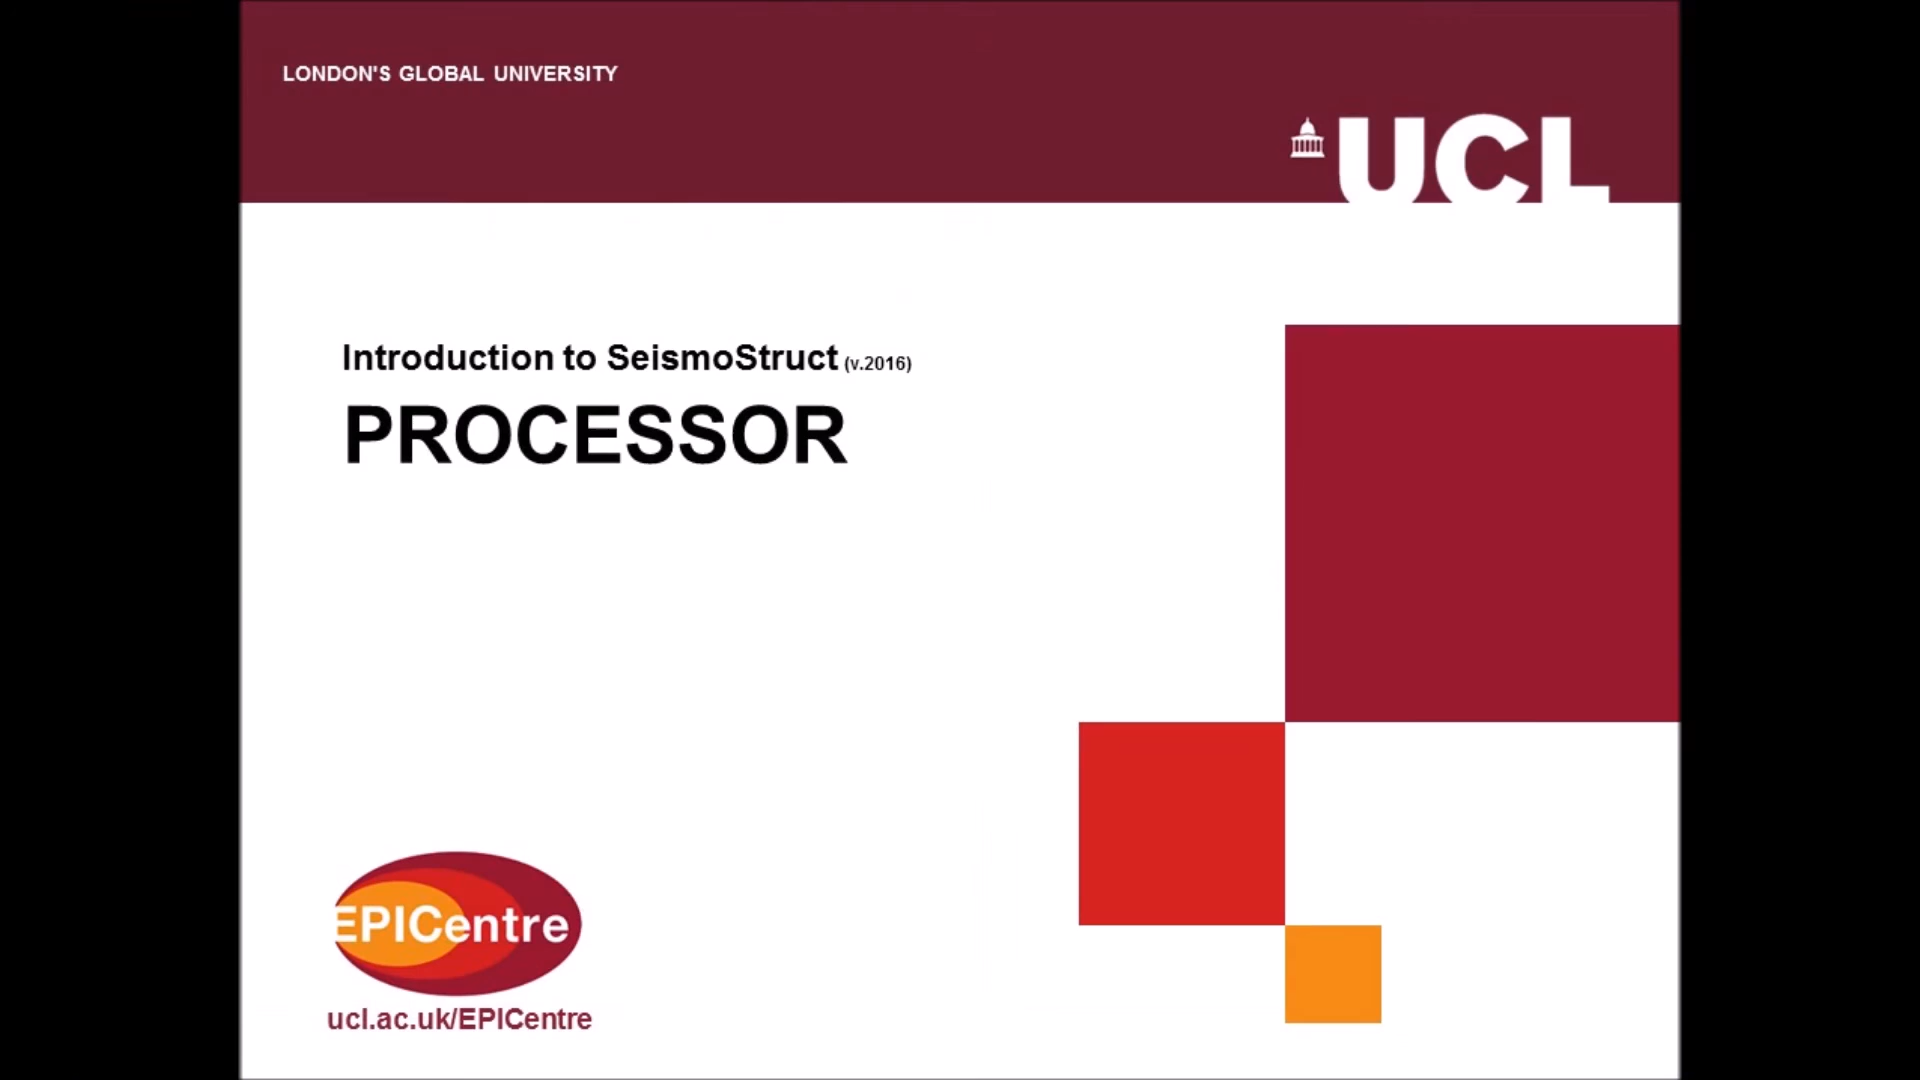 LONDON'S GLOBAL UNIVERSITY
UCL
Introduction to SeismoStruct (v.2016)
PROCESSOR
EPICentre
ucl.ac.uk/EPICentre